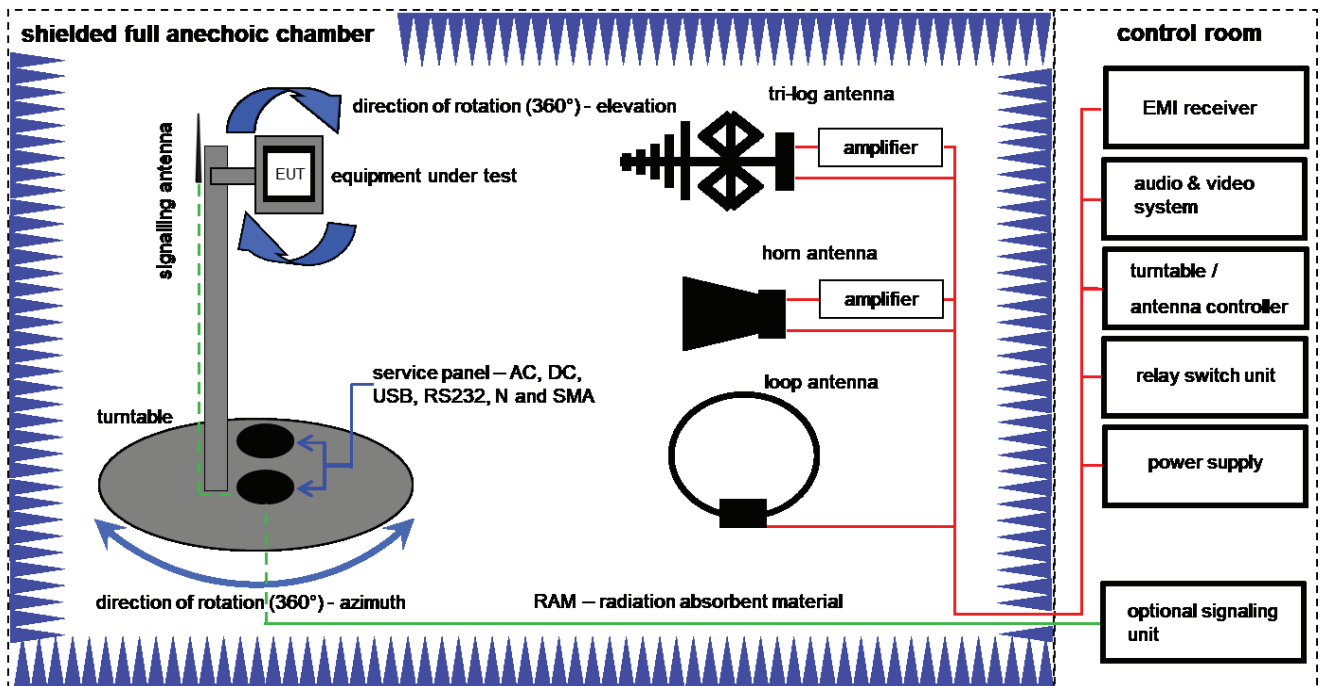 shielded full anechoic chamber
control room
direction of rotation (360°) - elevation
tri-log antenna
EMI receiver
amplifier
signalling antenna
EUT
equipment under test
audio & video
system
horn antenna
turntable /
antenna controller
amplifier
service panel – AC, DC,
USB, RS232, N and SMA
loop antenna
relay switch unit
turntable
power supply
direction of rotation (360°) - azimuth
RAM – radiation absorbent material
optional signaling
unit